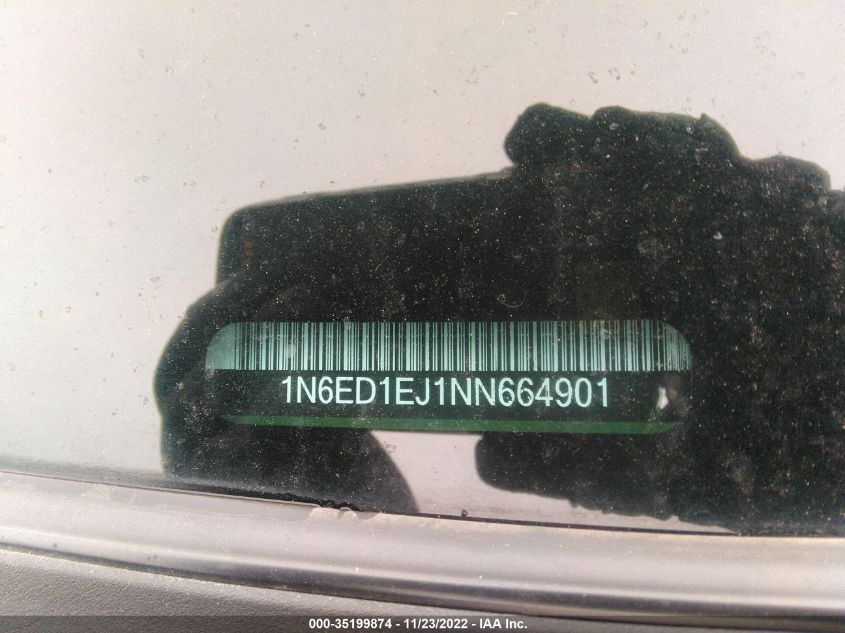 1N6ED1EJ1NN664901
000-35199874 - 11/23/2022 - IAA Inc.